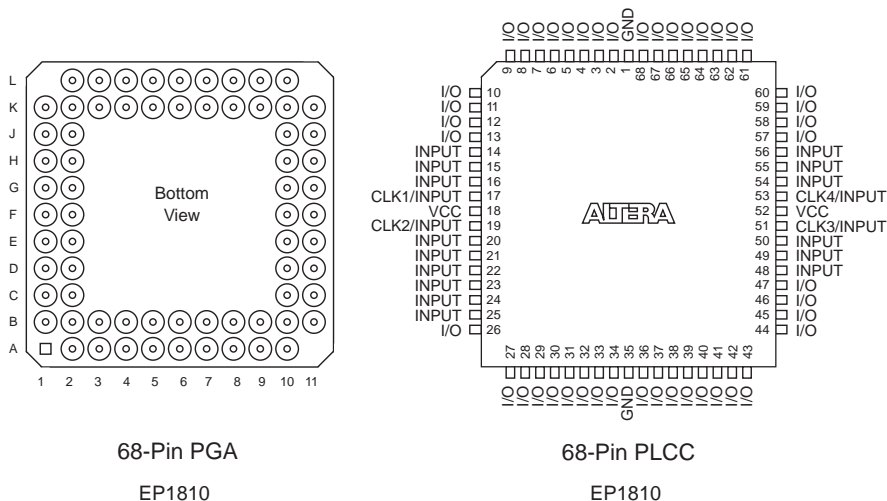 L
K
J
H
G
F
E
D
C
B
A
1 2 3 4 5 6 7 8 9 10 11
Bottom
View
68-Pin PGA
EP1810
I/O I/O I/O I/O I/O I/O I/O I/O GND I/O I/O I/O I/O I/O I/O I/O I/O
9 8 7 6 5 4 3 2 1 68 67 66 65 64 63 62 61
I/O 10 60 I/O
I/O 11 59 I/O
I/O 12 58 I/O
I/O 13 57 I/O
INPUT 14 56 INPUT
INPUT 15 55 INPUT
INPUT 16 54 INPUT
CLK1/INPUT 17 53 CLK4/INPUT
VCC 18 52 VCC
CLK2/INPUT 19 51 CLK3/INPUT
INPUT 20 50 INPUT
INPUT 21 49 INPUT
INPUT 22 48 INPUT
INPUT 23 47 I/O
INPUT 24 46 I/O
INPUT 25 45 I/O
I/O 26 44 I/O
ALTERA
27 28 29 30 31 32 33 34 35 36 37 38 39 40 41 42 43
I/O I/O I/O I/O I/O I/O I/O I/O GND I/O I/O I/O I/O I/O I/O I/O I/O
68-Pin PLCC
EP1810